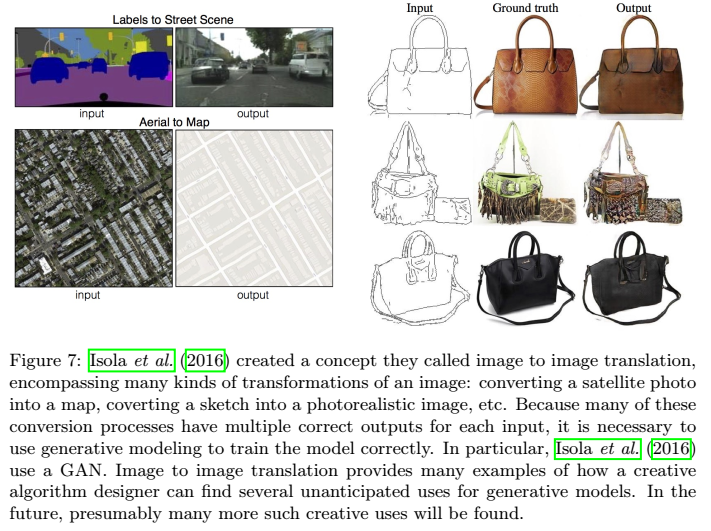 Labels to Street Scene
input
output
Aerial to Map
input
output
Input
Ground truth
Output
Figure 7: Isola et al. (2016) created a concept they called image to image translation,
encompassing many kinds of transformations of an image: converting a satellite photo
into a map, coverting a sketch into a photorealistic image, etc. Because many of these
conversion processes have multiple correct outputs for each input, it is necessary to
use generative modeling to train the model correctly. In particular, Isola et al. (2016)
use a GAN. Image to image translation provides many examples of how a creative
algorithm designer can find several unanticipated uses for generative models. In the
future, presumably many more such creative uses will be found.